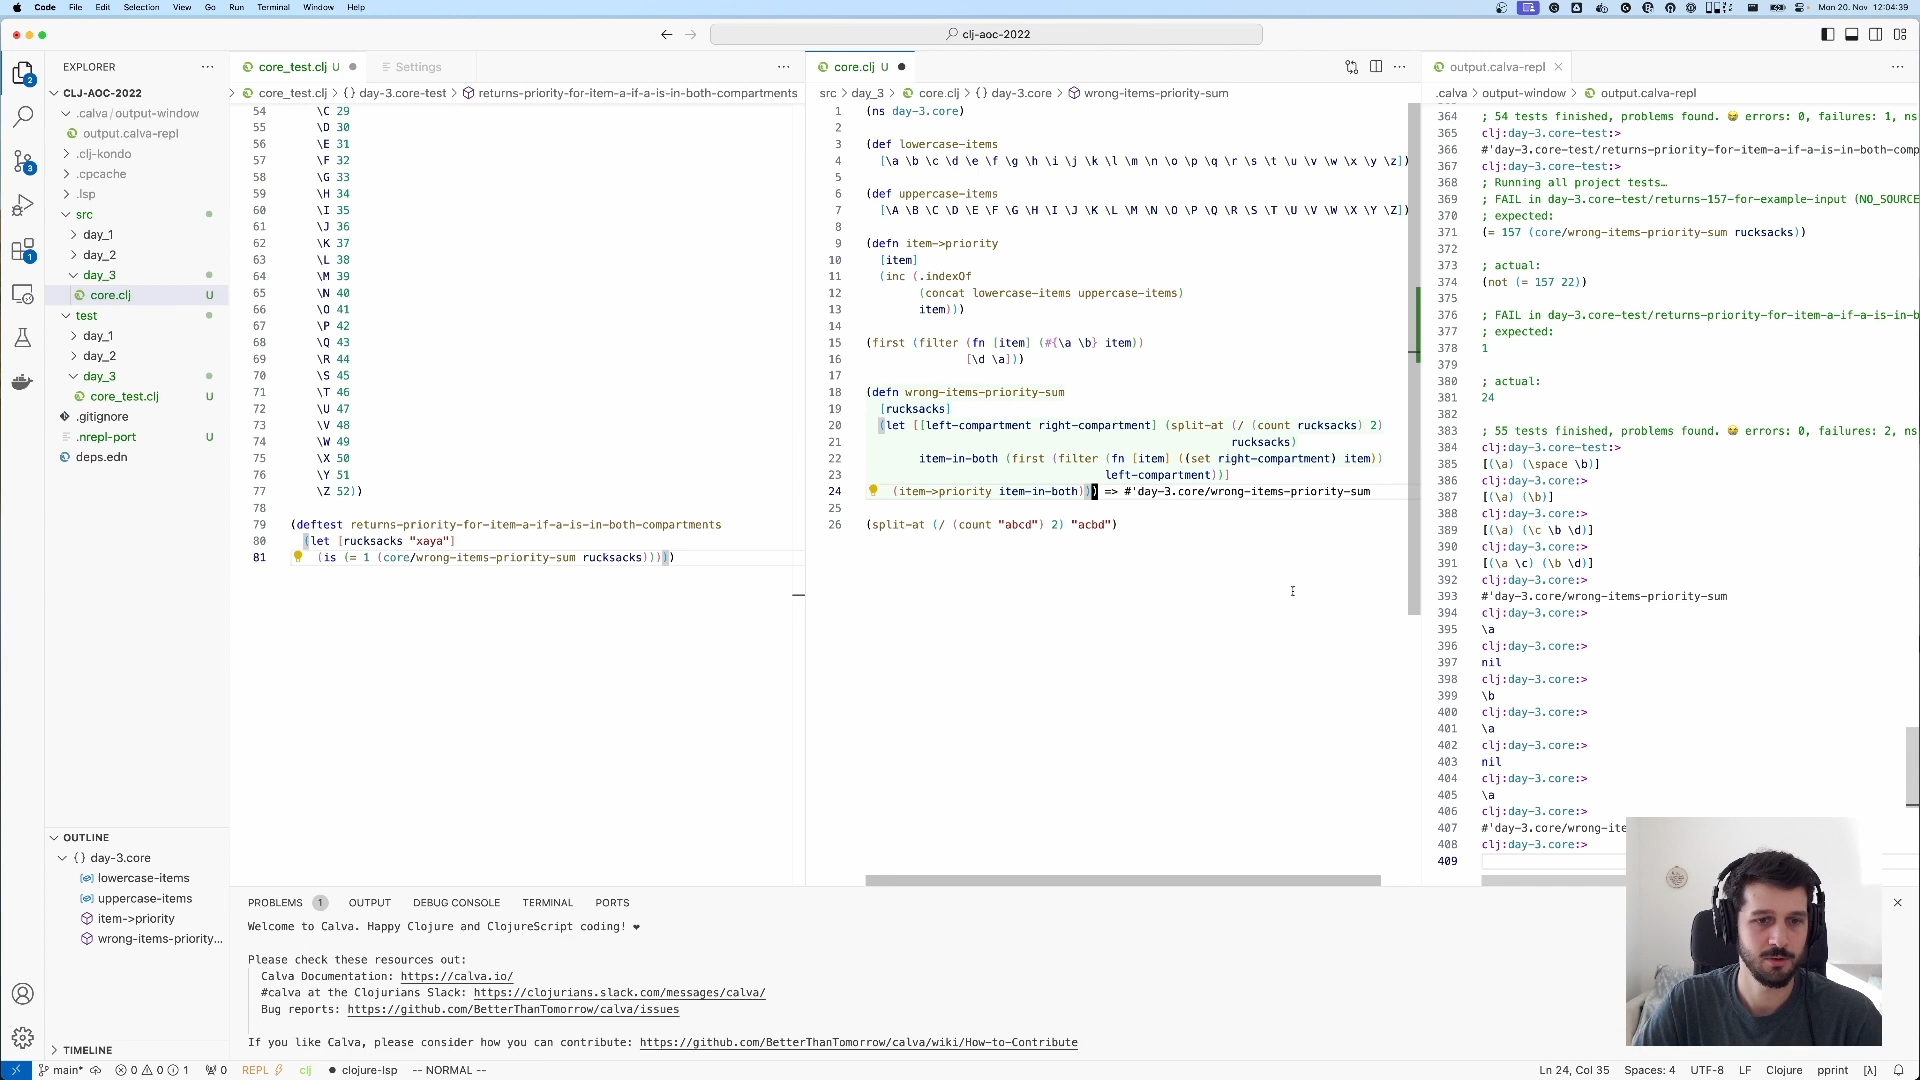 Code File Edit Selection View Go Run Terminal Window Help
Mon 20. Nov 12:04:39
clj-aoc-2022
EXPLORER
CLJ-AOC-2022
.calva / output-window
output.calva-repl
.clj-kondo
.cpcache
.lsp
src
day_1
day_2
day_3
core.clj U
test
day_1
day_2
day_3
core_test.clj U
.gitignore
.nrepl-port U
deps.edn
OUTLINE
{} day-3.core
lowercase-items
uppercase-items
item->priority
wrong-items-priority...
TIMELINE
core_test.clj U
Settings
core_test.clj > {} day-3.core-test > returns-priority-for-item-a-if-a-is-in-both-compartments
54 \C 29
55 \D 30
56 \E 31
57 \F 32
58 \G 33
59 \H 34
60 \I 35
61 \J 36
62 \K 37
63 \L 38
64 \M 39
65 \N 40
66 \O 41
67 \P 42
68 \Q 43
69 \R 44
70 \S 45
71 \T 46
72 \U 47
73 \V 48
74 \W 49
75 \X 50
76 \Y 51
77 \Z 52))
78
79 (deftest returns-priority-for-item-a-if-a-is-in-both-compartments
80 (let [rucksacks "xaya"]
81 (is (= 1 (core/wrong-items-priority-sum rucksacks)))))
core.clj U
src > day_3 > core.clj > {} day-3.core > wrong-items-priority-sum
1 (ns day-3.core)
2
3 (def lowercase-items
4 [\a \b \c \d \e \f \g \h \i \j \k \l \m \n \o \p \q \r \s \t \u \v \w \x \y \z])
5
6 (def uppercase-items
7 [\A \B \C \D \E \F \G \H \I \J \K \L \M \N \O \P \Q \R \S \T \U \V \W \X \Y \Z])
8
9 (defn item->priority
10 [item]
11 (inc (.indexOf
12 (concat lowercase-items uppercase-items)
13 item)))
14
15 (first (filter (fn [item] (#{\a \b} item))
16 [\d \a]))
17
18 (defn wrong-items-priority-sum
19 [rucksacks]
20 (let [[left-compartment right-compartment] (split-at (/ (count rucksacks) 2)
21 rucksacks)
22 item-in-both (first (filter (fn [item] ((set right-compartment) item))
23 left-compartment))]
24 (item->priority item-in-both))) => #'day-3.core/wrong-items-priority-sum
25
26 (split-at (/ (count "abcd") 2) "acbd")
output.calva-repl
.calva > output-window > output.calva-repl
364 ; 54 tests finished, problems found. 😭 errors: 0, failures: 1, ns
365 clj:day-3.core-test:>
366 #'day-3.core-test/returns-priority-for-item-a-if-a-is-in-both-comp
367 clj:day-3.core-test:>
368 ; Running all project tests…
369 ; FAIL in day-3.core-test/returns-157-for-example-input (NO_SOURCE
370 ; expected:
371 (= 157 (core/wrong-items-priority-sum rucksacks))
372
373 ; actual:
374 (not (= 157 22))
375
376 ; FAIL in day-3.core-test/returns-priority-for-item-a-if-a-is-in-b
377 ; expected:
378 1
379
380 ; actual:
381 24
382
383 ; 55 tests finished, problems found. 😭 errors: 0, failures: 2, ns
384 clj:day-3.core-test:>
385 [(\a) (\space \b)]
386 clj:day-3.core:>
387 [(\a) (\b)]
388 clj:day-3.core:>
389 [(\a) (\c \b \d)]
390 clj:day-3.core:>
391 [(\a \c) (\b \d)]
392 clj:day-3.core:>
393 #'day-3.core/wrong-items-priority-sum
394 clj:day-3.core:>
395 \a
396 clj:day-3.core:>
397 nil
398 clj:day-3.core:>
399 \b
400 clj:day-3.core:>
401 \a
402 clj:day-3.core:>
403 nil
404 clj:day-3.core:>
405 \a
406 clj:day-3.core:>
407 #'day-3.core/wrong-ite
408 clj:day-3.core:>
409
PROBLEMS 1 OUTPUT DEBUG CONSOLE TERMINAL PORTS
Welcome to Calva. Happy Clojure and ClojureScript coding! ❤
Please check these resources out:
Calva Documentation: https://calva.io/
#calva at the Clojurians Slack: https://clojurians.slack.com/messages/calva/
Bug reports: https://github.com/BetterThanTomorrow/calva/issues
If you like Calva, please consider how you can contribute: https://github.com/BetterThanTomorrow/calva/wiki/How-to-Contribute
main* 0 0 1 0 REPL clj clojure-lsp -- NORMAL --
Ln 24, Col 35 Spaces: 4 UTF-8 LF Clojure pprint [λ]